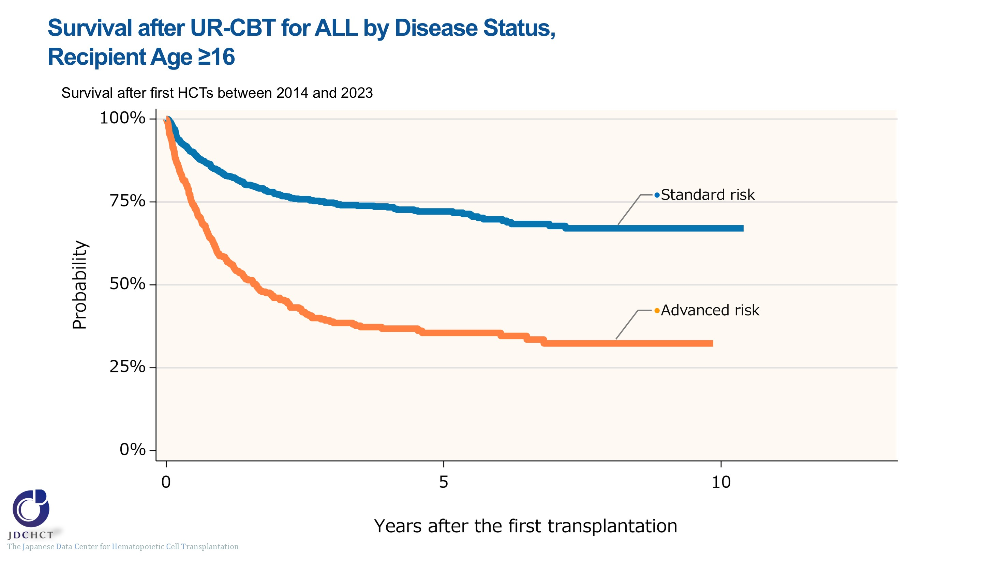 Survival after UR-CBT for ALL by Disease Status,
Recipient Age ≥16
Survival after first HCTs between 2014 and 2023
100%
75%
50%
25%
0%
Probability
Standard risk
Advanced risk
0
5
10
Years after the first transplantation
JDCHCT
The Japanese Data Center for Hematopoietic Cell Transplantation